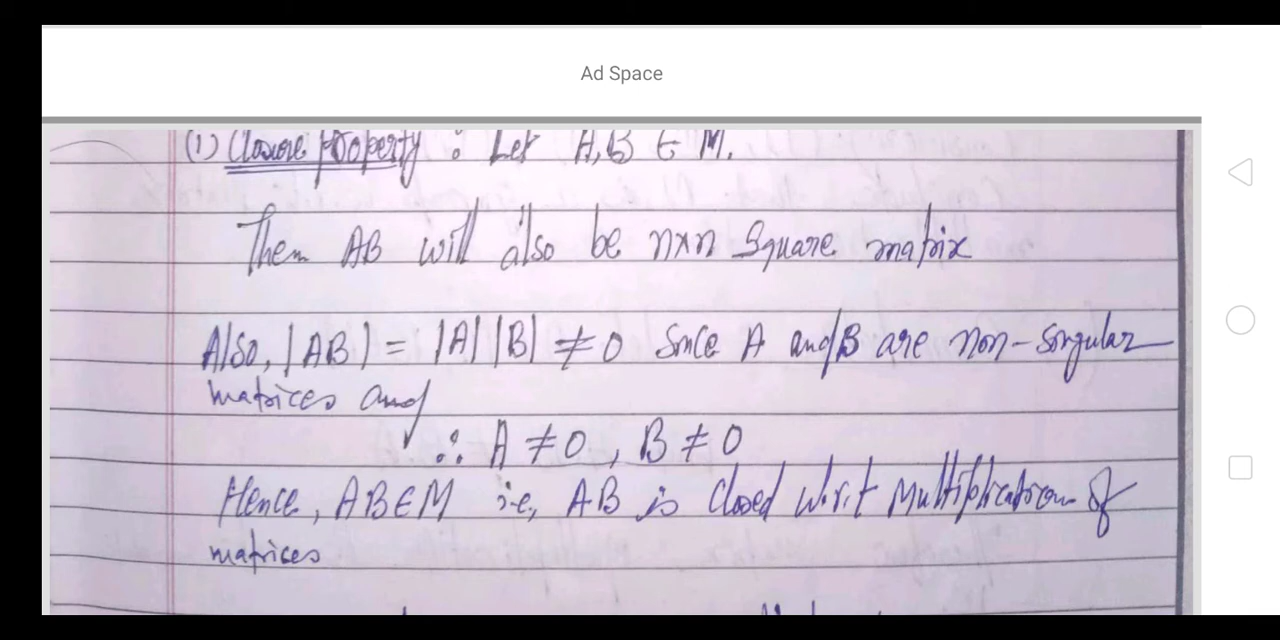 Ad Space
(1) Closure Property : Let A, B ∈ M.
Then AB will also be n×n Square matrix
Also, |AB| = |A| |B| ≠ 0 Since A and B are non-singular
matrices and
∴ A ≠ 0 , B ≠ 0
Hence, AB ∈ M i.e, AB is Closed w.r.t Multiplication of
matrices